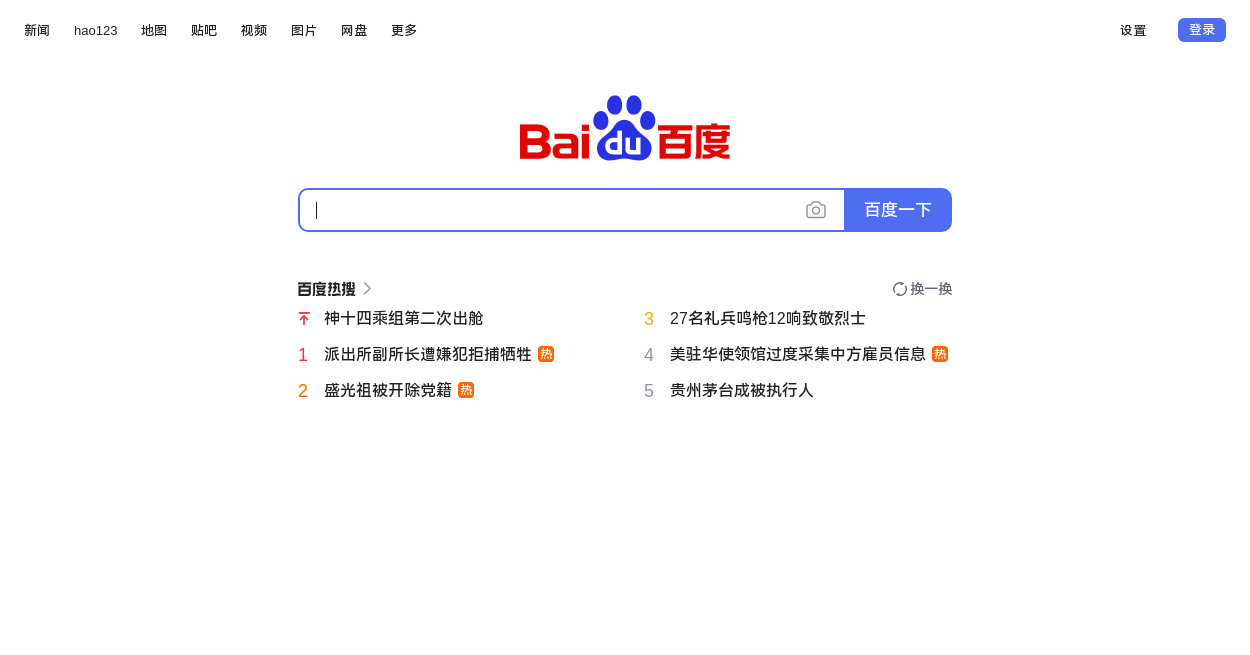 新闻 hao123 地图 贴吧 视频 图片 网盘 更多 设置 登录
Bai du 百度
百度一下
百度热搜 换一换
神十四乘组第二次出舱
1 派出所副所长遭嫌犯拒捕牺牲 热
2 盛光祖被开除党籍 热
3 27名礼兵鸣枪12响致敬烈士
4 美驻华使领馆过度采集中方雇员信息 热
5 贵州茅台成被执行人